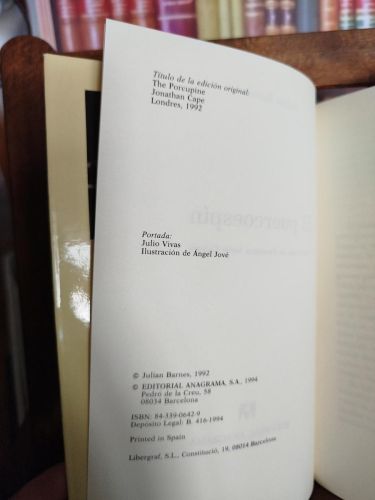 Título de la edición original:
The Porcupine
Jonathan Cape
Londres, 1992
Portada:
Julio Vivas
Ilustración de Ángel Jové
© Julian Barnes, 1992
© EDITORIAL ANAGRAMA, S.A., 1994
Pedró de la Creu, 58
08034 Barcelona
ISBN: 84-339-0642-9
Depósito Legal: B. 416-1994
Printed in Spain
Libergraf, S.L., Constitució, 19, 08014 Barcelona